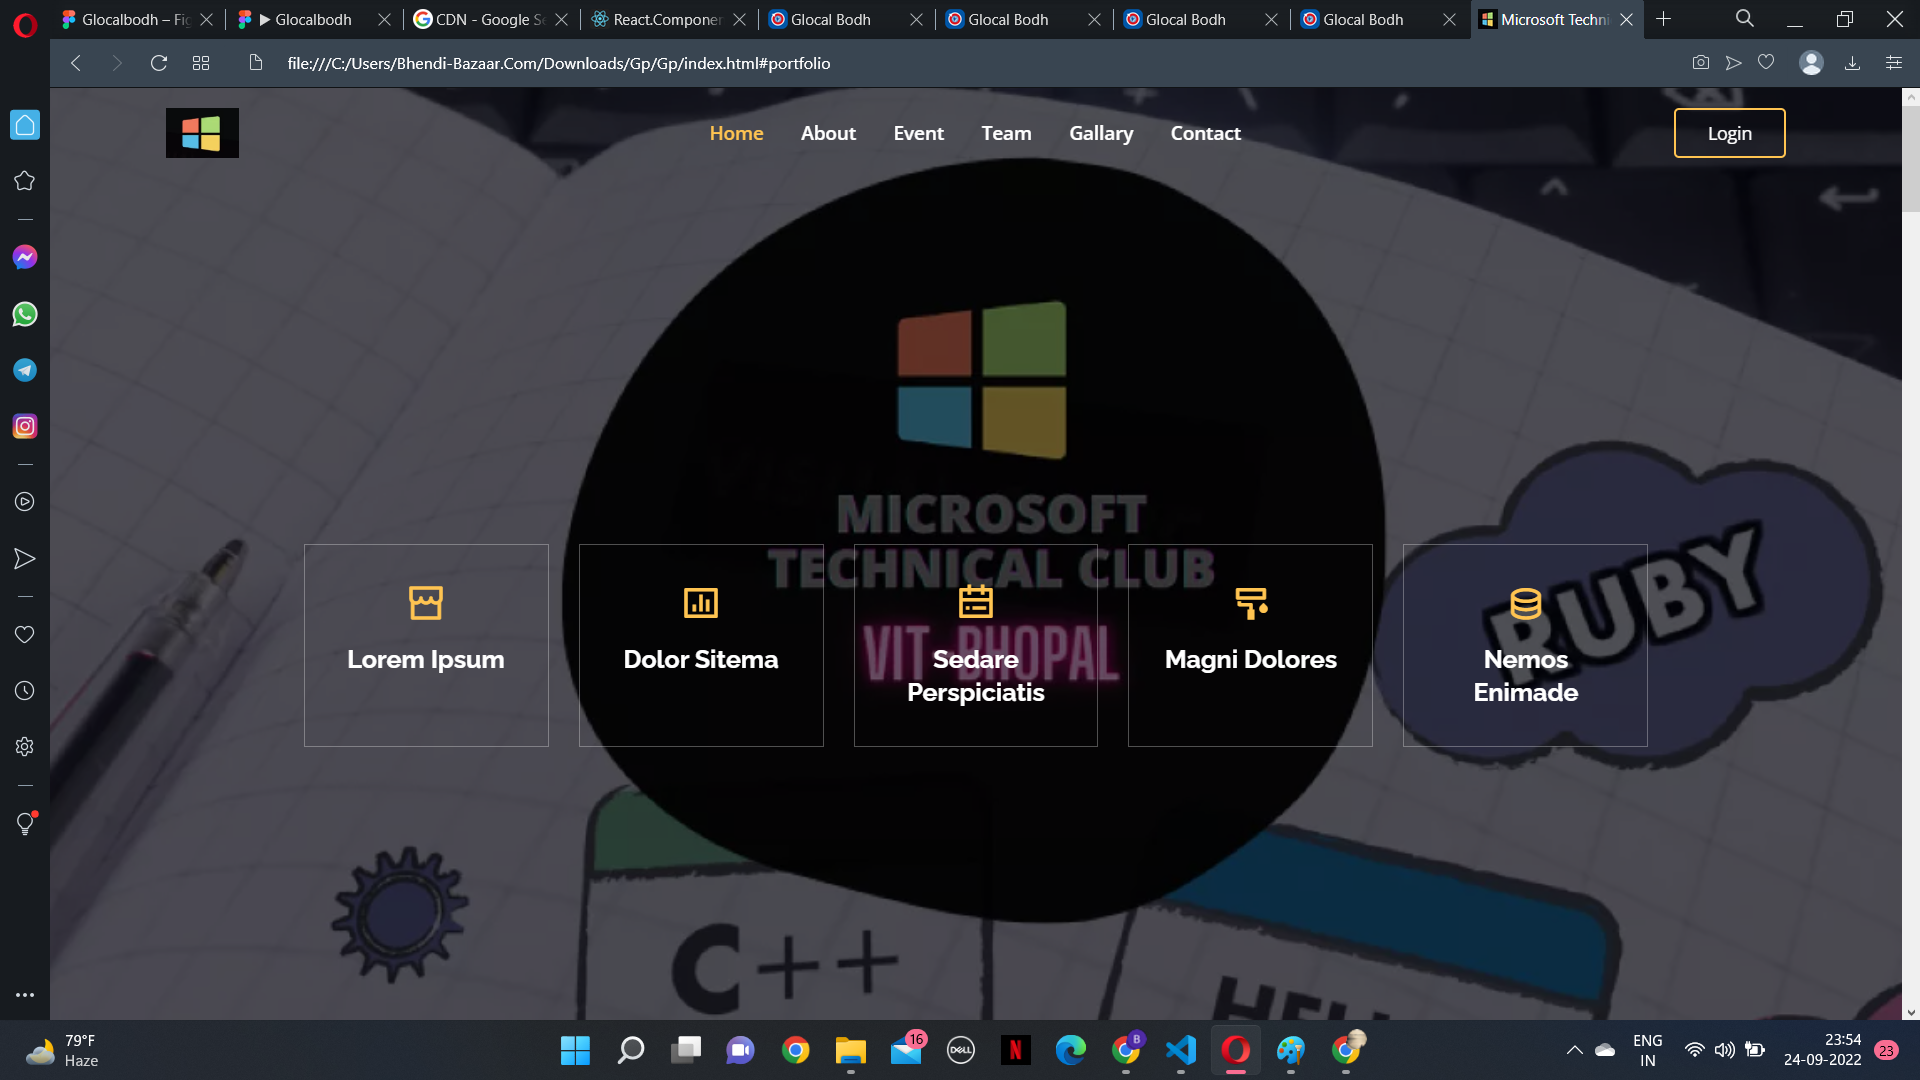 Glocalbodh – Fig
Glocalbodh
CDN - Google Se
React.Componen
Glocal Bodh
Glocal Bodh
Glocal Bodh
Glocal Bodh
Microsoft Techni
file:///C:/Users/Bhendi-Bazaar.Com/Downloads/Gp/Gp/index.html#portfolio
Home
About
Event
Team
Gallary
Contact
Login
MICROSOFT
TECHNICAL CLUB
VIT-BHOPAL
RUBY
Lorem Ipsum
Dolor Sitema
Sedare
Perspiciatis
Magni Dolores
Nemos
Enimade
C++
79°F
Haze
16
DELL
N
B
ENG
IN
23:54
24-09-2022
23